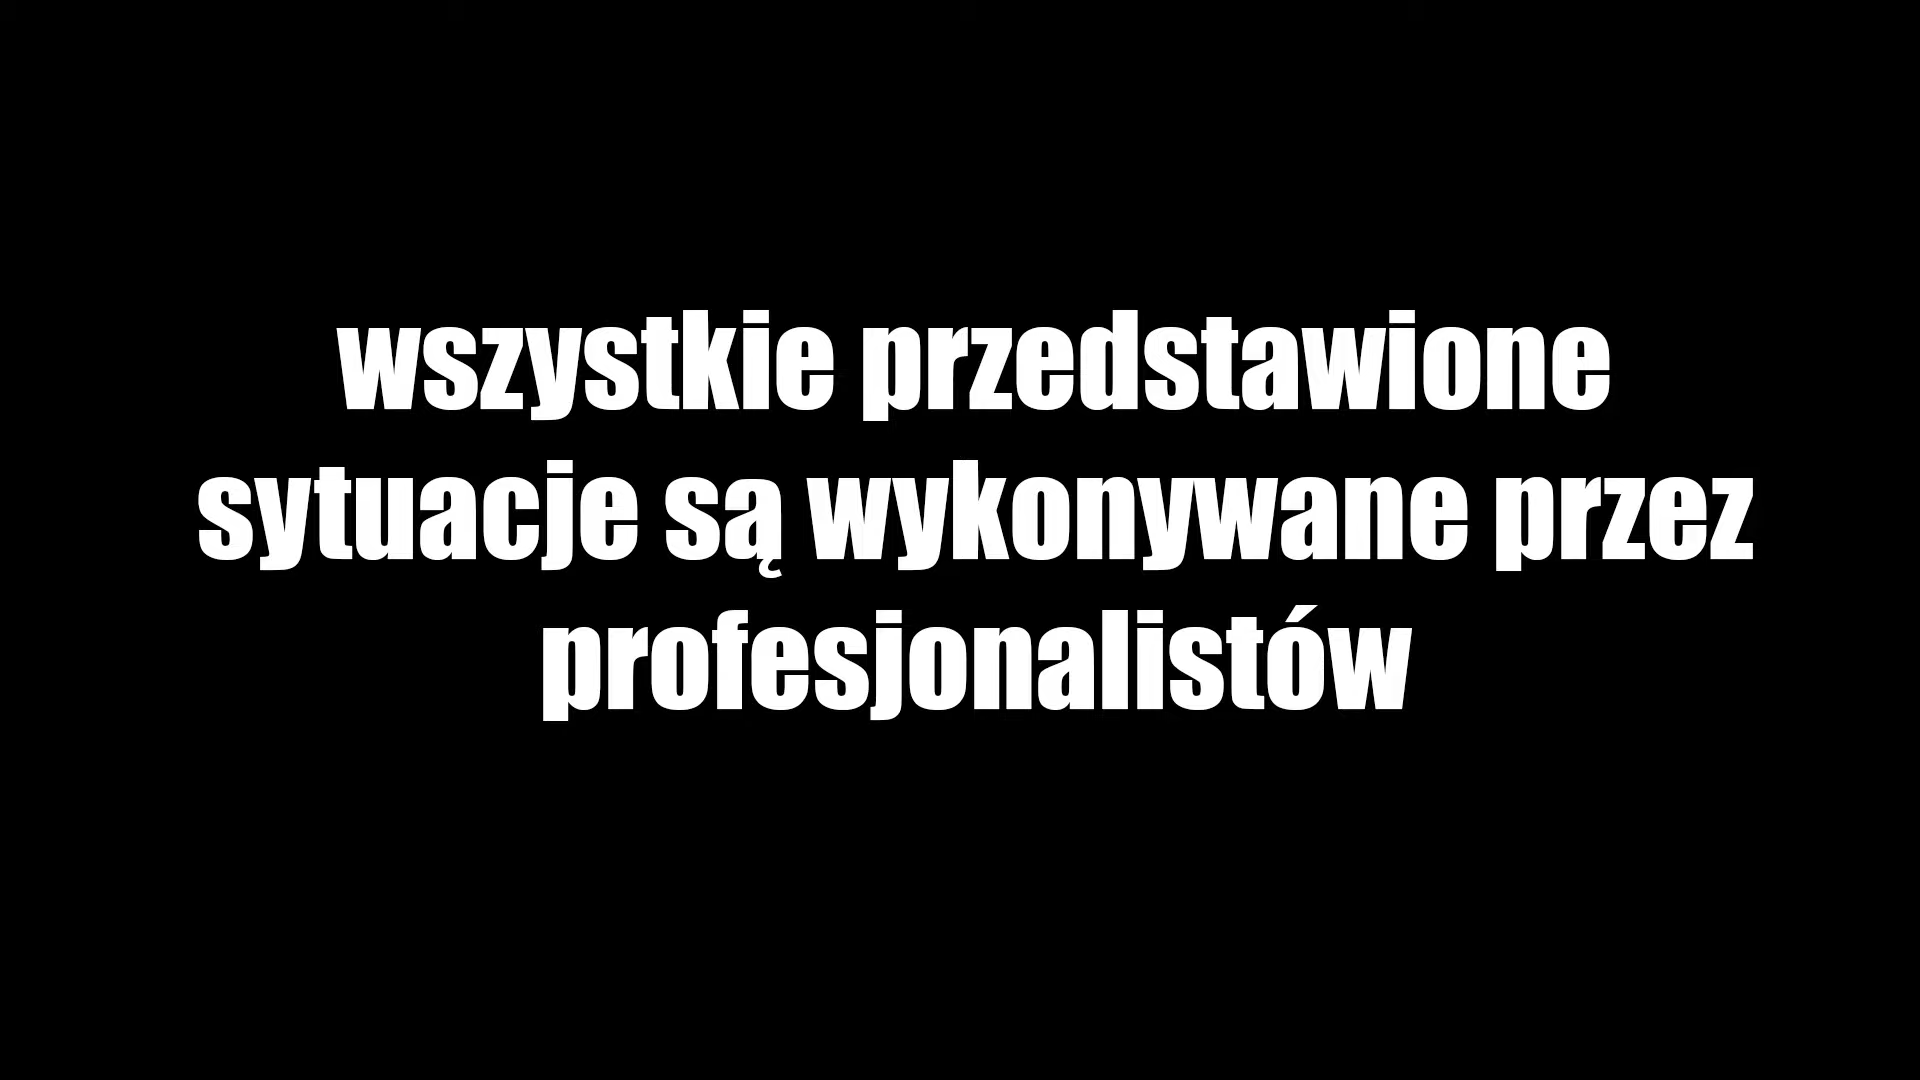 wszystkie przedstawione
sytuacje są wykonywane przez
profesjonalistów